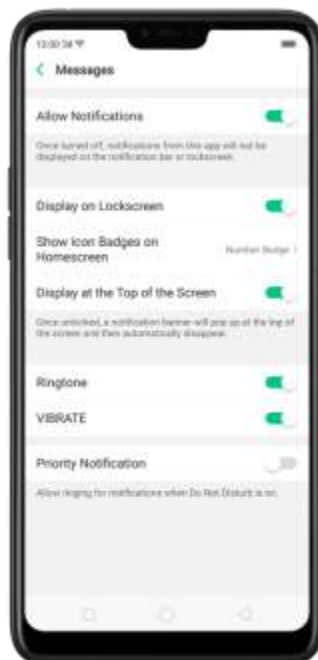 Messages
Allow Notifications
Once turned off, notifications from this app will not be
displayed on the notification bar or lockscreen.
Display on Lockscreen
Show Icon Badges on
Homescreen
Number Badge
Display at the Top of the Screen
Once unlocked, a notification banner will pop up at the top of
the screen and then automatically disappear.
Ringtone
VIBRATE
Priority Notification
Allow ringing for notifications when Do Not Disturb is on.